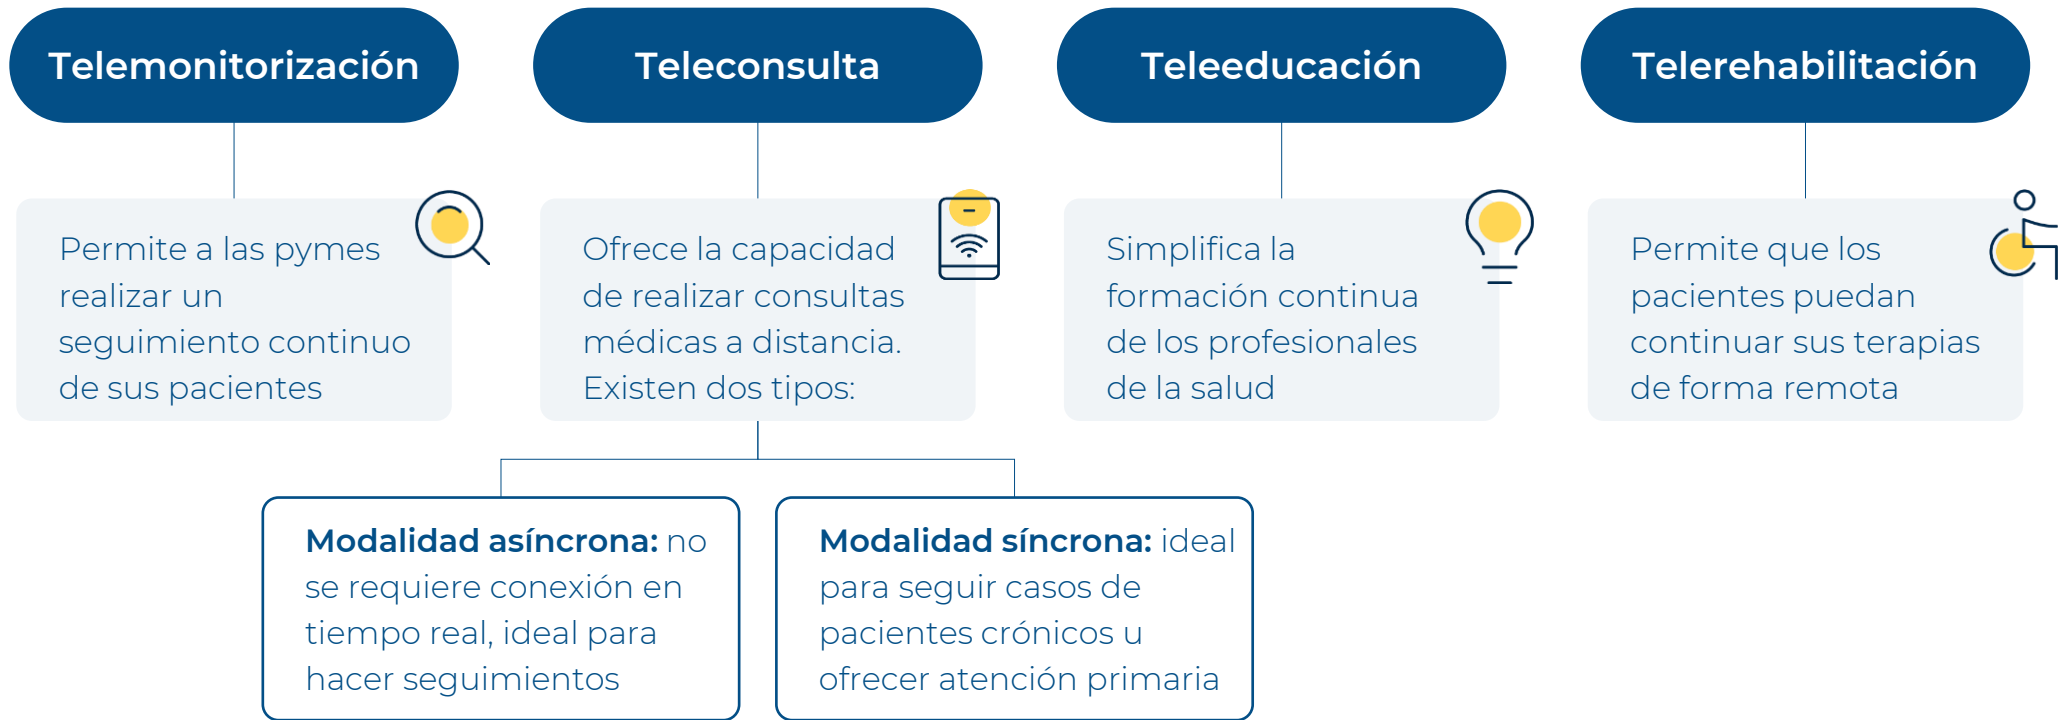 Telemonitorización
Permite a las pymes
realizar un
seguimiento continuo
de sus pacientes
Teleconsulta
Ofrece la capacidad
de realizar consultas
médicas a distancia.
Existen dos tipos:
Modalidad asíncrona: no
se requiere conexión en
tiempo real, ideal para
hacer seguimientos
Modalidad síncrona: ideal
para seguir casos de
pacientes crónicos u
ofrecer atención primaria
Teleeducación
Simplifica la
formación continua
de los profesionales
de la salud
Telerehabilitación
Permite que los
pacientes puedan
continuar sus terapias
de forma remota